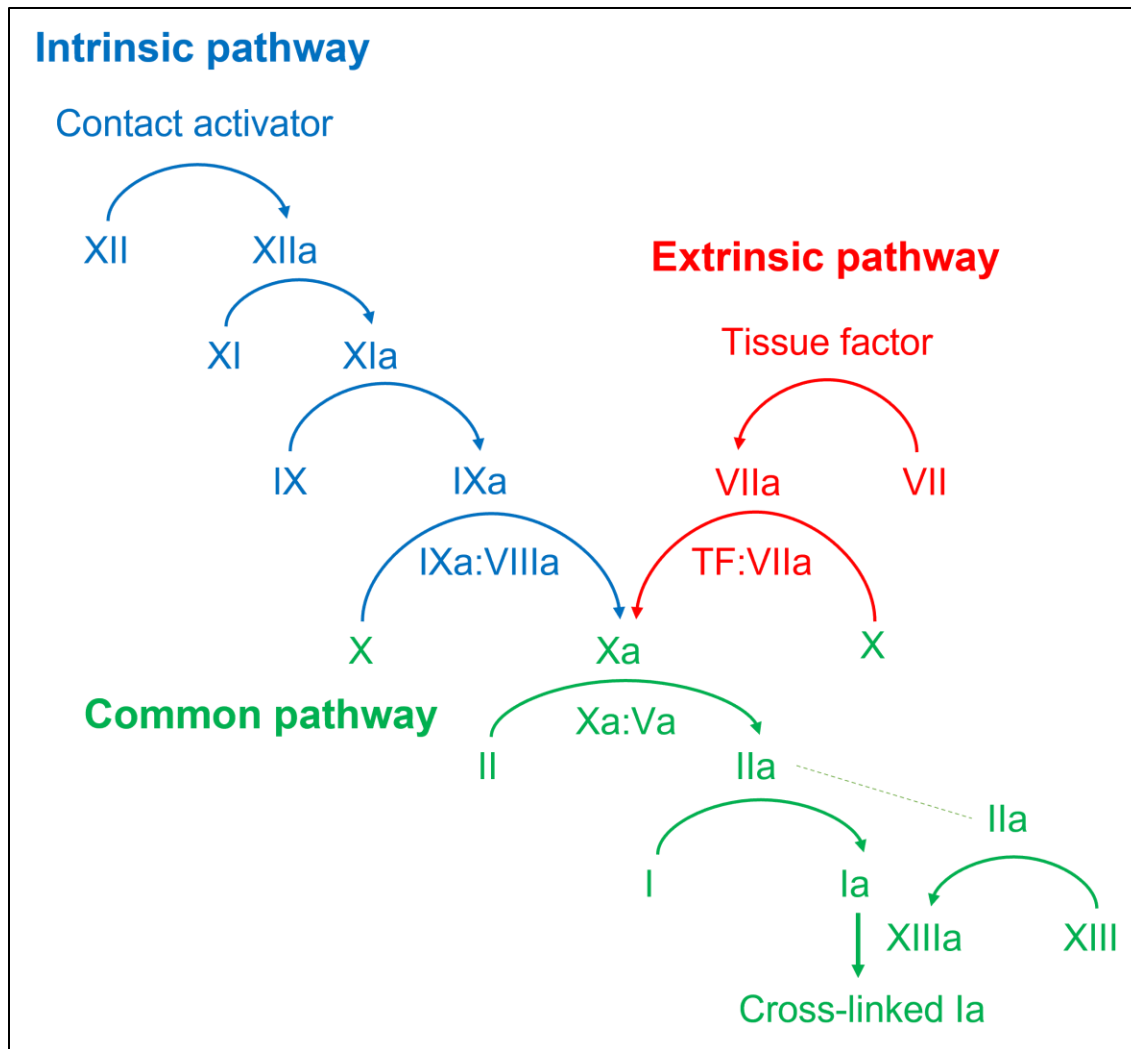 Intrinsic pathway
Contact activator
XII XIIa
Extrinsic pathway
XI XIa
Tissue factor
IX IXa
VIIa VII
IXa:VIIIa
TF:VIIa
X Xa X
Common pathway
Xa:Va
II IIa
IIa
I Ia
XIIIa XIII
Cross-linked Ia